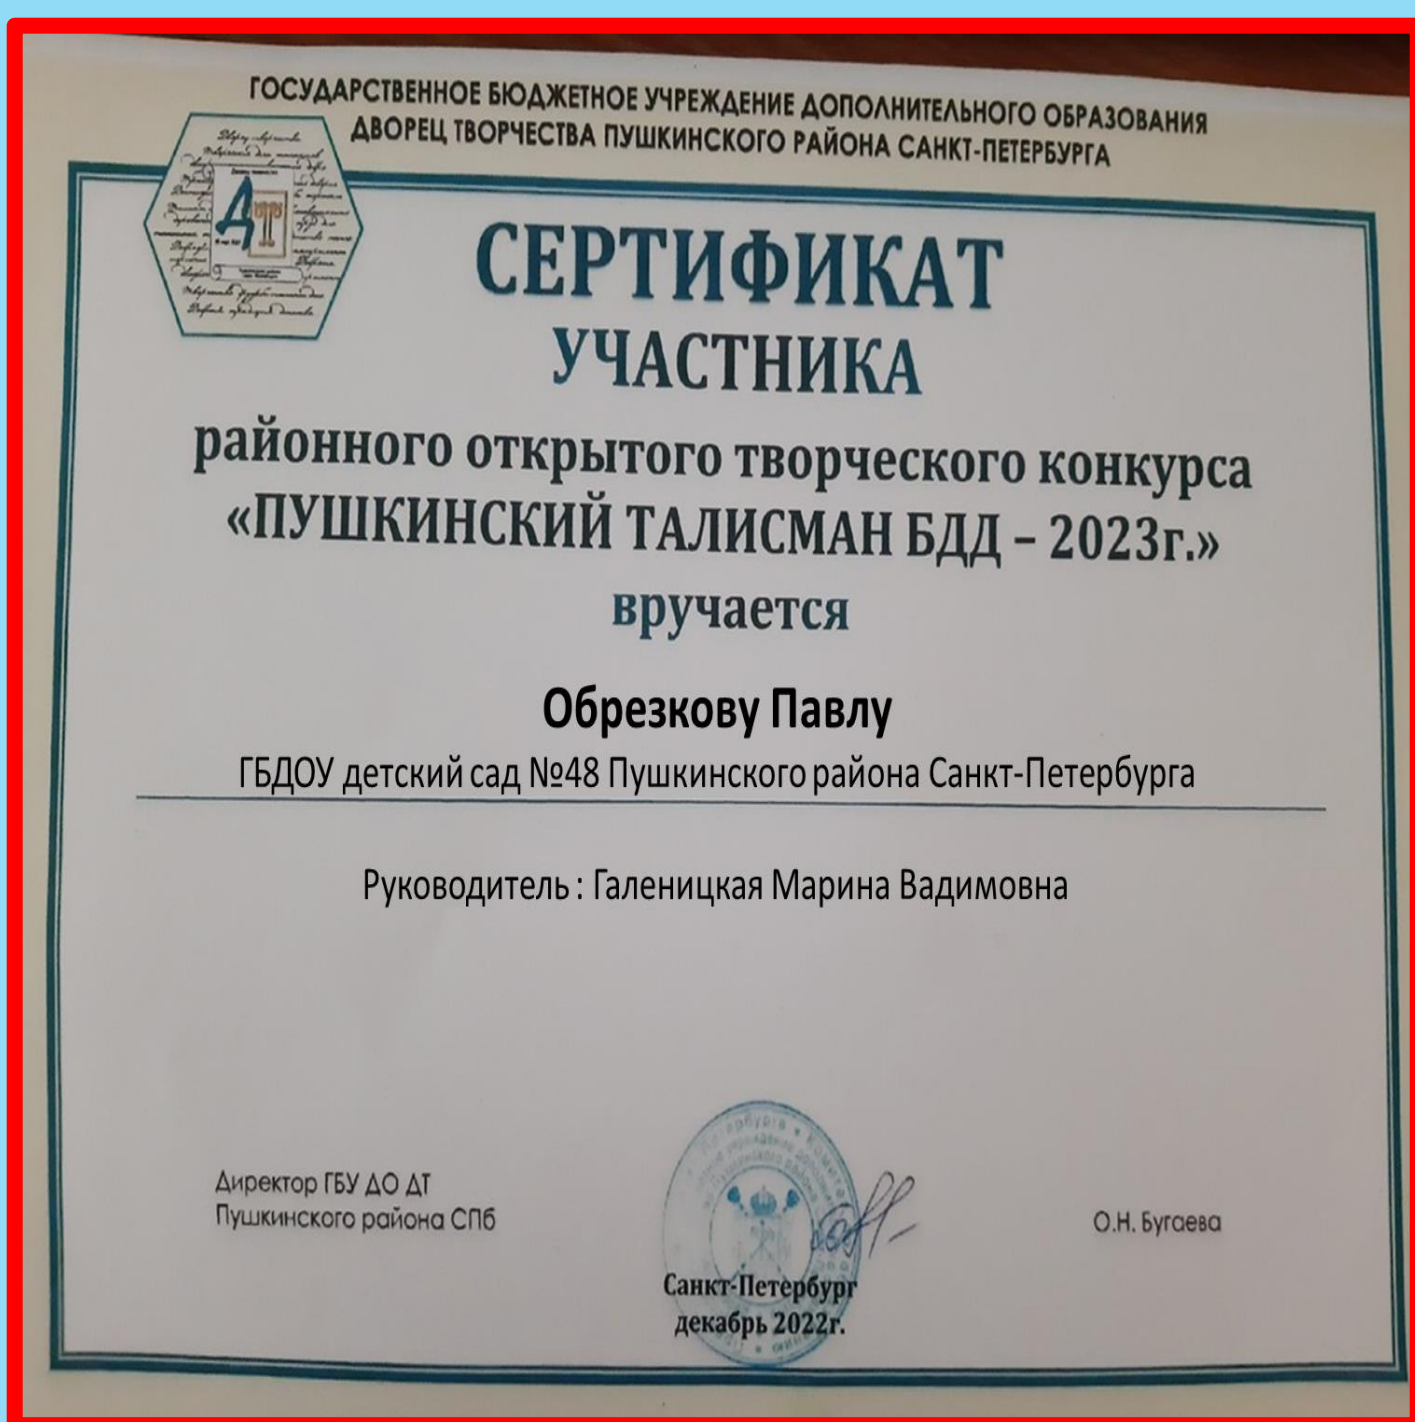 ГОСУДАРСТВЕННОЕ БЮДЖЕТНОЕ УЧРЕЖДЕНИЕ ДОПОЛНИТЕЛЬНОГО ОБРАЗОВАНИЯ
ДВОРЕЦ ТВОРЧЕСТВА ПУШКИНСКОГО РАЙОНА САНКТ-ПЕТЕРБУРГА
ДТ
СЕРТИФИКАТ
УЧАСТНИКА
районного открытого творческого конкурса
«ПУШКИНСКИЙ ТАЛИСМАН БДД – 2023г.»
вручается
Обрезкову Павлу
ГБДОУ детский сад №48 Пушкинского района Санкт-Петербурга
Руководитель : Галеницкая Марина Вадимовна
Директор ГБУ ДО ДТ
Пушкинского района СПб
О.Н. Бугаева
Санкт-Петербург
декабрь 2022г.